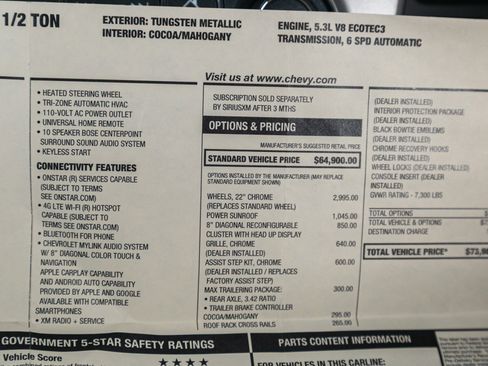 1/2 TON
EXTERIOR: TUNGSTEN METALLIC
INTERIOR: COCOA/MAHOGANY
ENGINE, 5.3L V8 ECOTEC3
TRANSMISSION, 6 SPD AUTOMATIC
Visit us at www.chevy.com
• HEATED STEERING WHEEL
• TRI-ZONE AUTOMATIC HVAC
• 110-VOLT AC POWER OUTLET
• UNIVERSAL HOME REMOTE
• 10 SPEAKER BOSE CENTERPOINT
SURROUND SOUND AUDIO SYSTEM
• KEYLESS START
CONNECTIVITY FEATURES
• ONSTAR (R) SERVICES CAPABLE
(SUBJECT TO TERMS
SEE ONSTAR.COM)
• 4G LTE WI-FI (R) HOTSPOT
CAPABLE (SUBJECT TO
TERMS SEE ONSTAR.COM)
• BLUETOOTH FOR PHONE
• CHEVROLET MYLINK AUDIO SYSTEM
W/ 8" DIAGONAL COLOR TOUCH &
NAVIGATION
APPLE CARPLAY CAPABILITY
AND ANDROID AUTO CAPABILITY
PROVIDED BY APPLE AND GOOGLE
AVAILABLE WITH COMPATIBLE
SMARTPHONES
• XM RADIO + SERVICE
SUBSCRIPTION SOLD SEPARATELY
BY SIRIUSXM AFTER 3 MTHS
OPTIONS & PRICING
MANUFACTURER'S SUGGESTED RETAIL PRICE
STANDARD VEHICLE PRICE $64,900.00
OPTIONS INSTALLED BY THE MANUFACTURER (MAY REPLACE
STANDARD EQUIPMENT SHOWN)
WHEELS, 22" CHROME 2,995.00
(REPLACES STANDARD WHEEL)
POWER SUNROOF 1,045.00
8" DIAGONAL RECONFIGURABLE 850.00
CLUSTER WITH HEAD UP DISPLAY
GRILLE, CHROME 640.00
(DEALER INSTALLED)
ASSIST STEP KIT, CHROME 600.00
(DEALER INSTALLED / REPLACES
FACTORY ASSIST STEP)
MAX TRAILERING PACKAGE: 300.00
• REAR AXLE, 3.42 RATIO
• TRAILER BRAKE CONTROLLER
COCOA/MAHOGANY 295.00
ROOF RACK CROSS RAILS 265.00
(DEALER INSTALLED)
INTERIOR PROTECTION PACKAGE
(DEALER INSTALLED)
BLACK BOWTIE EMBLEMS
(DEALER INSTALLED)
CHROME RECOVERY HOOKS
(DEALER INSTALLED)
WHEEL LOCKS (DEALER INSTALLED)
CONSOLE INSERT (DEALER
INSTALLED)
GVWR RATING - 7,300 LBS
TOTAL OPTIONS
TOTAL VEHICLE & OPTIONS
DESTINATION CHARGE
TOTAL VEHICLE PRICE* $73,9
GOVERNMENT 5-STAR SAFETY RATINGS
Vehicle Score
PARTS CONTENT INFORMATION
FOR VEHICLES IN THIS CARLINE: